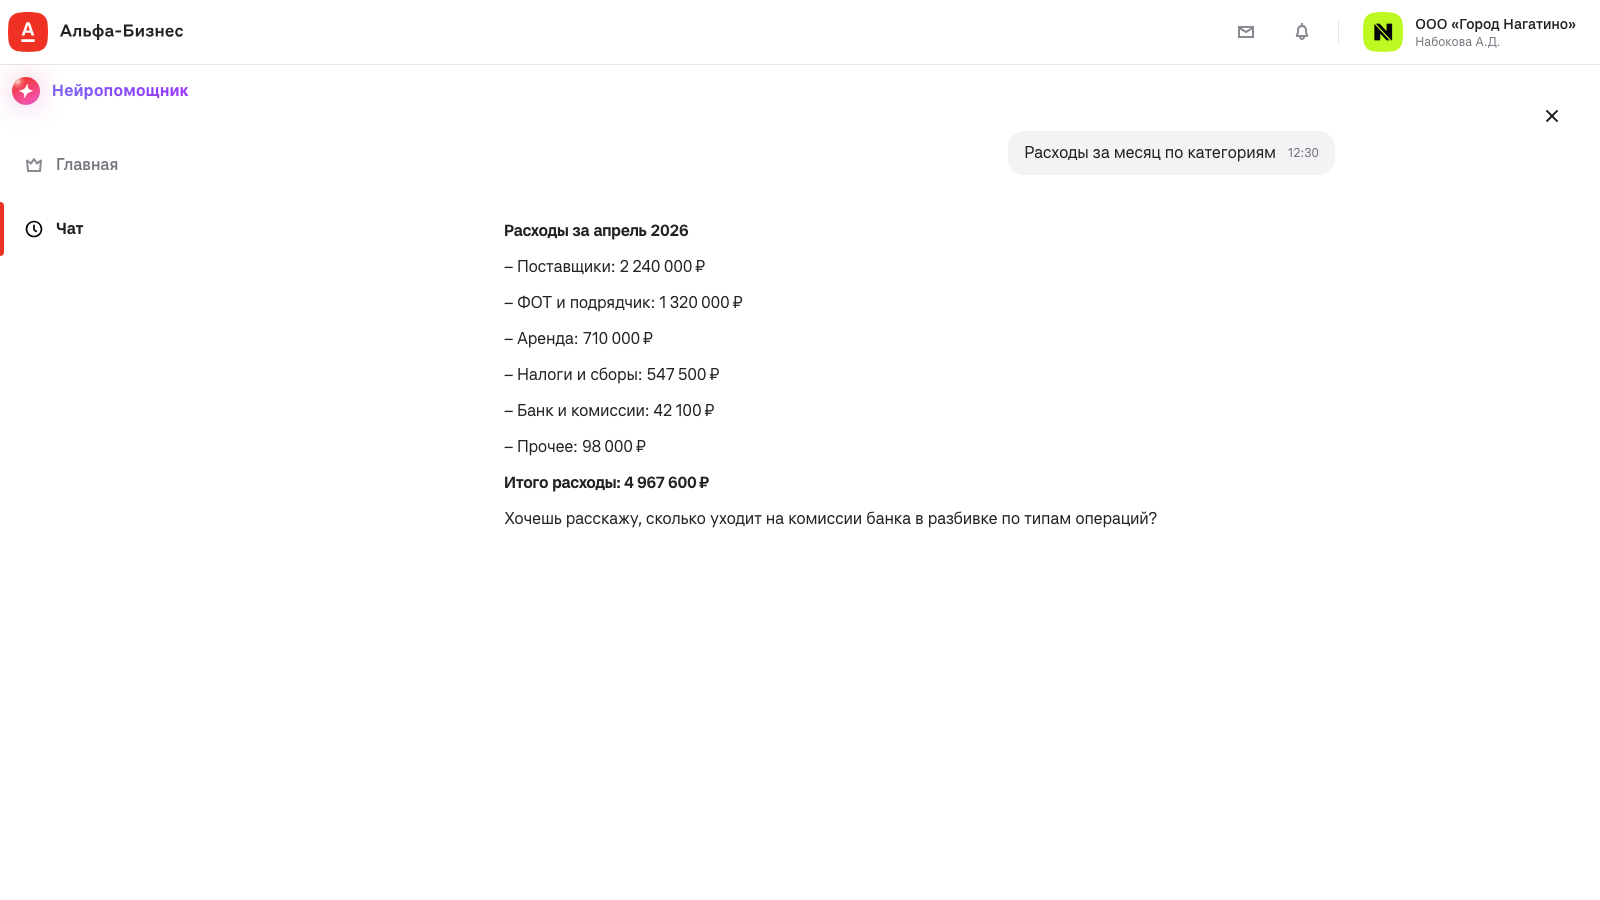 А
Альфа-Бизнес
N
ООО «Город Нагатино»
Набокова А.Д.
Нейропомощник
Главная
Чат
Расходы за месяц по категориям 12:30
Расходы за апрель 2026
– Поставщики: 2 240 000 ₽
– ФОТ и подрядчик: 1 320 000 ₽
– Аренда: 710 000 ₽
– Налоги и сборы: 547 500 ₽
– Банк и комиссии: 42 100 ₽
– Прочее: 98 000 ₽
Итого расходы: 4 967 600 ₽
Хочешь расскажу, сколько уходит на комиссии банка в разбивке по типам операций?